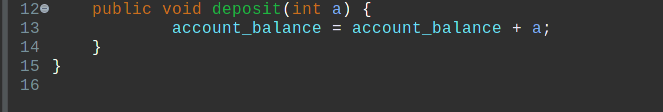 12 public void deposit(int a) {
13 account_balance = account_balance + a;
14 }
15 }
16